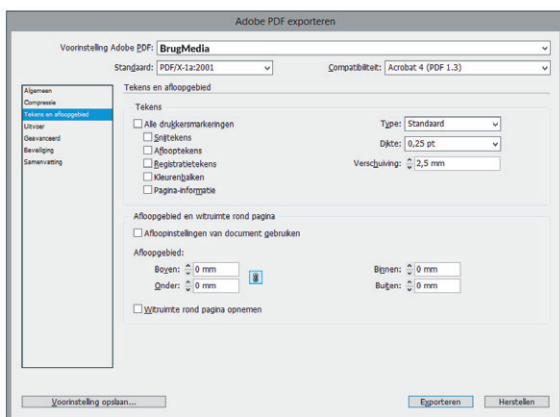 Adobe PDF exporteren
Voorinstelling Adobe PDF: BrugMedia
Standaard: PDF/X-1a:2001 Compatibiliteit: Acrobat 4 (PDF 1.3)
Algemeen
Compressie
Tekens en afloopgebied
Uitvoer
Geavanceerd
Beveiliging
Samenvatting
Tekens en afloopgebied
Tekens
Alle drukkersmarkeringen
Snijtekens
Aflooptekens
Registratietekens
Kleurenbalken
Pagina-informatie
Type: Standaard
Dikte: 0,25 pt
Verschuiving: 2,5 mm
Afloopgebied en witruimte rond pagina
Afloopinstellingen van document gebruiken
Afloopgebied:
Boven: 0 mm Binnen: 0 mm
Onder: 0 mm Buiten: 0 mm
Witruimte rond pagina opnemen
Voorinstelling opslaan... Exporteren Herstellen